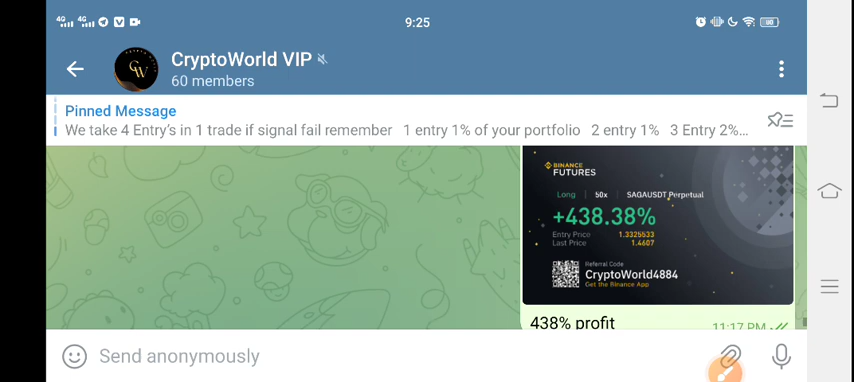 4G 4G 9:25
CryptoWorld VIP
60 members
Pinned Message
We take 4 Entry's in 1 trade if signal fail remember 1 entry 1% of your portfolio 2 entry 1% 3 Entry 2%...
GW
BINANCE
FUTURES
Long 50x SAGAUSDT Perpetual
+438.38%
Entry Price 1.3325533
Last Price 1.4607
Referral Code
CryptoWorld4884
Get the Binance App
438% profit
11:17 PM
Send anonymously